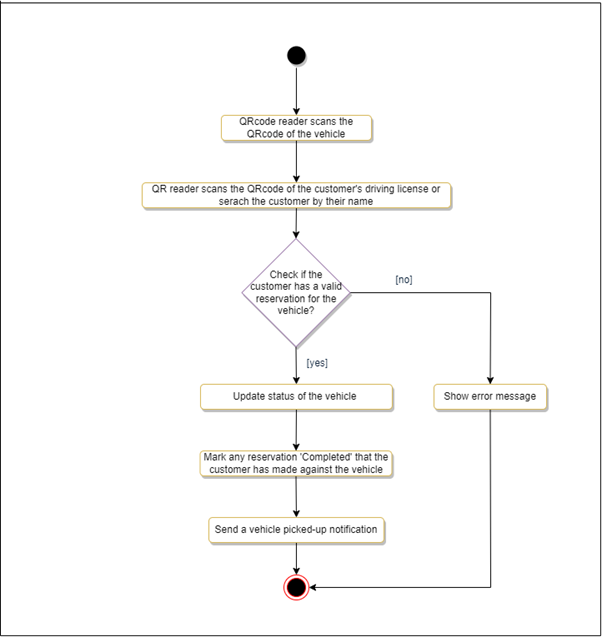 QRcode reader scans the
QRcode of the vehicle
QR reader scans the QRcode of the customer's driving license or
serach the customer by their name
Check if the
customer has a valid
reservation for the
vehicle?
[no]
[yes]
Update status of the vehicle
Show error message
Mark any reservation 'Completed' that the
customer has made against the vehicle
Send a vehicle picked-up notification